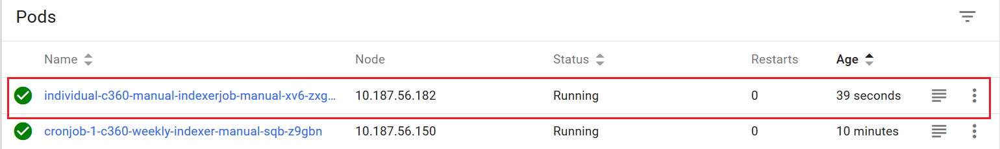 Pods
Name Node Status Restarts Age
individual-c360-manual-indexerjob-manual-xv6-zxg… 10.187.56.182 Running 0 39 seconds
cronjob-1-c360-weekly-indexer-manual-sqb-z9gbn 10.187.56.150 Running 0 10 minutes